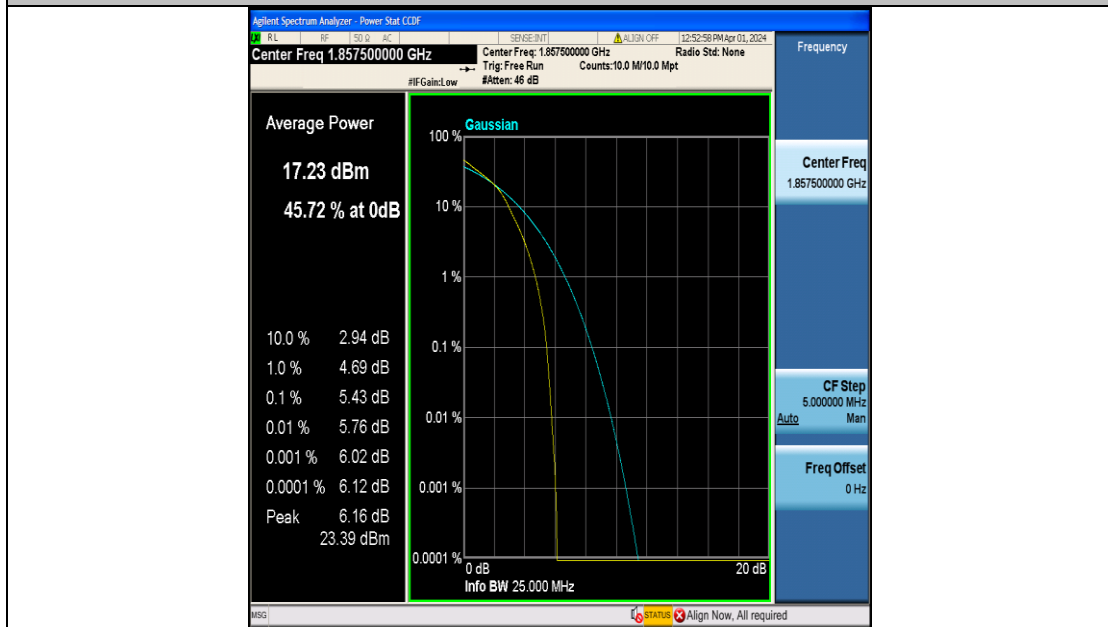 Agilent Spectrum Analyzer - Power Stat CCDF
LXI RL RF 50 Ω AC SENSE:INT ALIGN OFF 12:52:58 PM Apr 01, 2024
Center Freq 1.857500000 GHz
Center Freq: 1.857500000 GHz Radio Std: None
Trig: Free Run Counts:10.0 M/10.0 Mpt
#IFGain:Low #Atten: 46 dB
Frequency
Average Power
17.23 dBm
45.72 % at 0dB
10.0 % 2.94 dB
1.0 % 4.69 dB
0.1 % 5.43 dB
0.01 % 5.76 dB
0.001 % 6.02 dB
0.0001 % 6.12 dB
Peak 6.16 dB
23.39 dBm
Gaussian
100 %
10 %
1 %
0.1 %
0.01 %
0.001 %
0.0001 %
0 dB 20 dB
Info BW 25.000 MHz
Center Freq
1.857500000 GHz
CF Step
5.000000 MHz
Auto Man
Freq Offset
0 Hz
MSG STATUS Align Now, All required